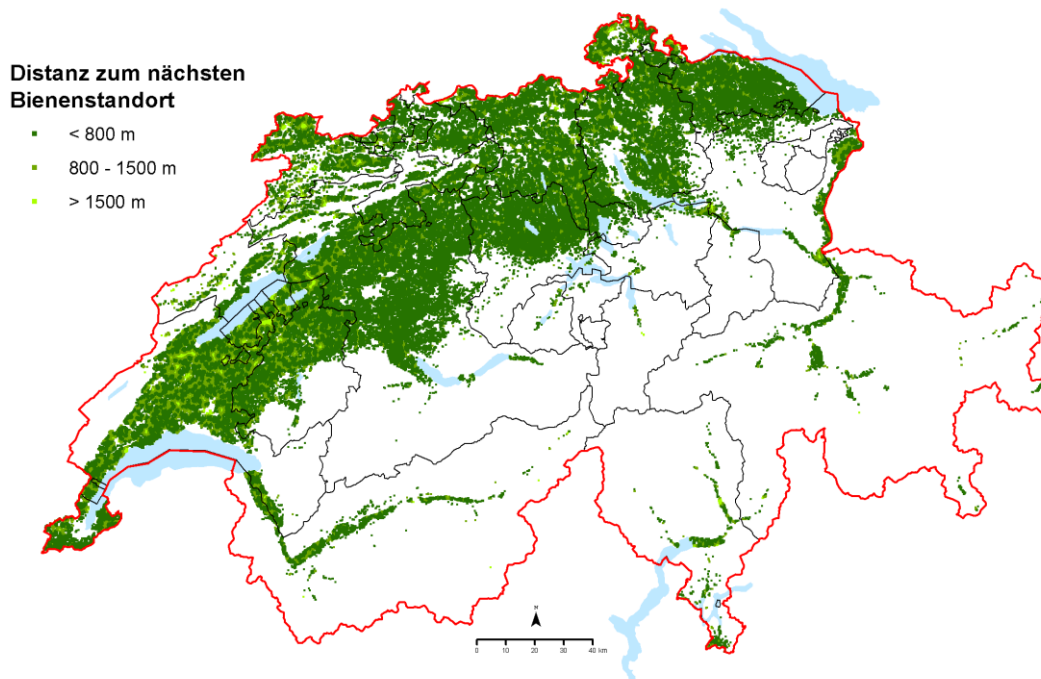 Distanz zum nächsten
Bienenstandort
< 800 m
800 - 1500 m
> 1500 m
N
0 10 20 30 40 km